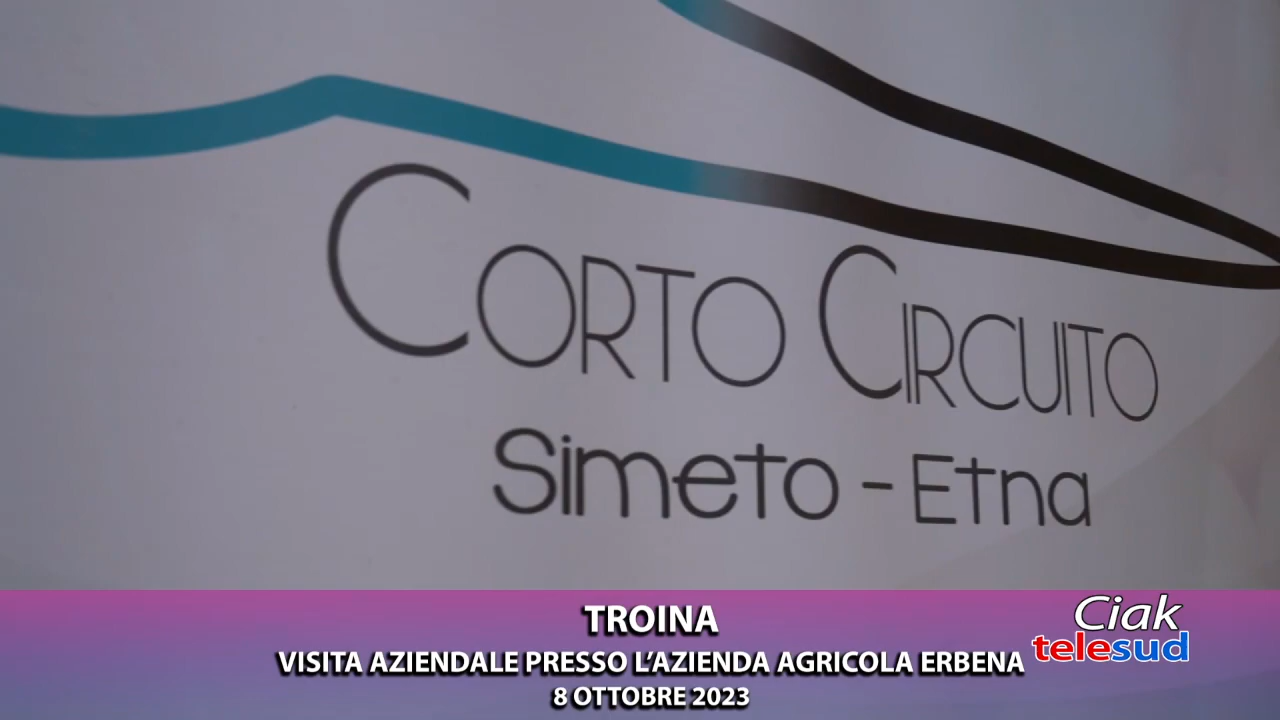 CORTO CIRCUITO
Simeto - Etna
TROINA
VISITA AZIENDALE PRESSO L'AZIENDA AGRICOLA ERBENA
8 OTTOBRE 2023
Ciak
telesud